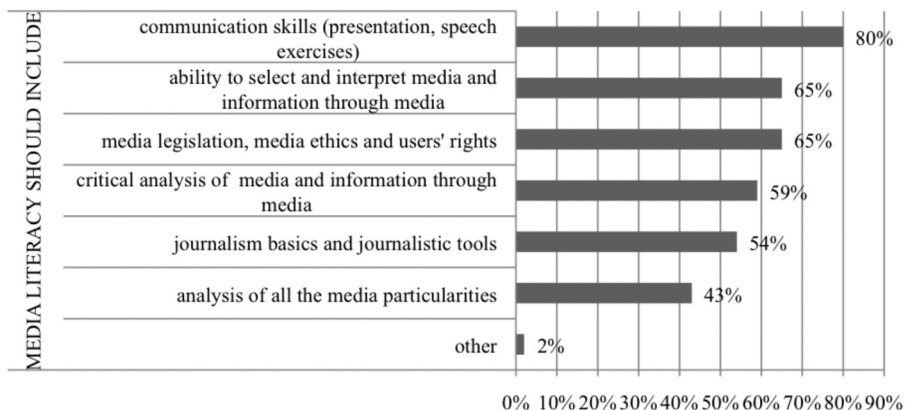 MEDIA LITERACY SHOULD INCLUDE
communication skills (presentation, speech
exercises)
80%
ability to select and interpret media and
information through media
65%
media legislation, media ethics and users' rights
65%
critical analysis of media and information through
media
59%
journalism basics and journalistic tools
54%
analysis of all the media particularities
43%
other
2%
0% 10% 20% 30% 40% 50% 60% 70% 80% 90%